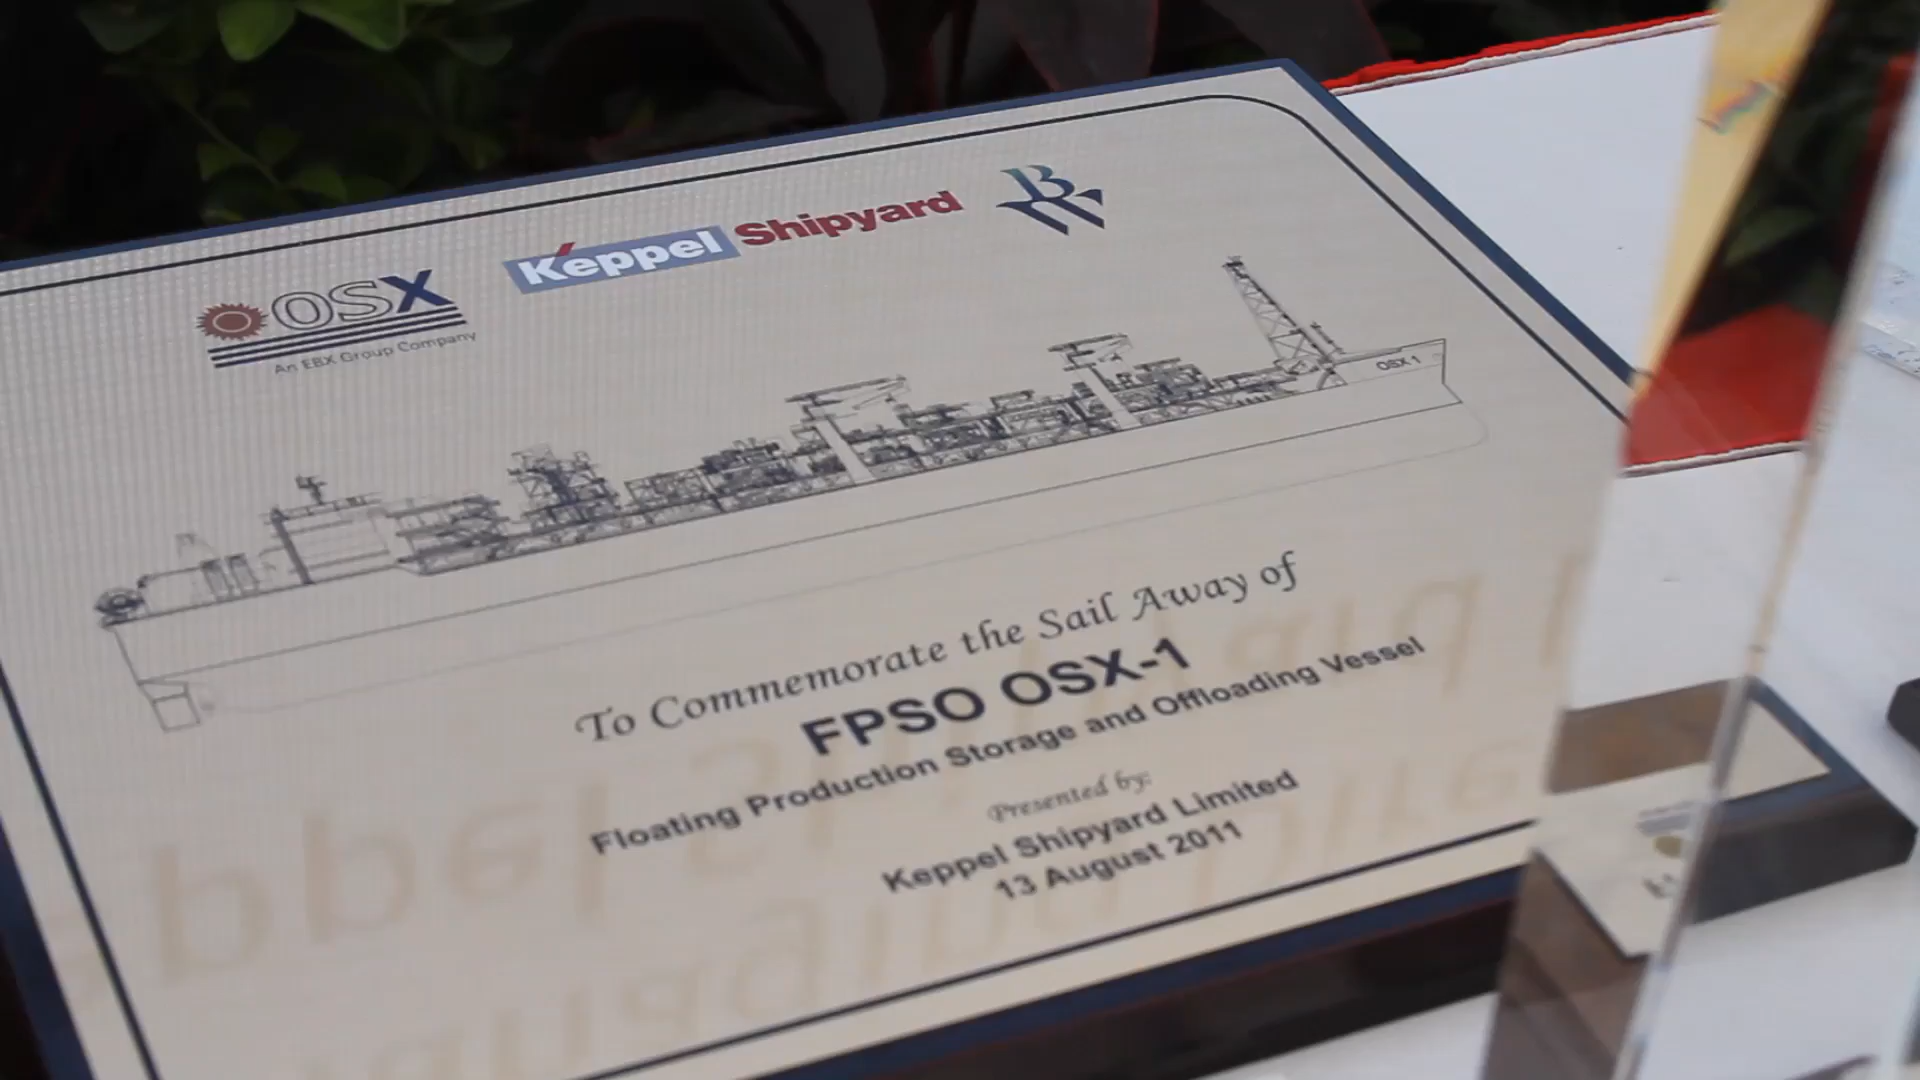 OSX
An EBX Group Company
Keppel Shipyard
BW
OSX 1
To Commemorate the Sail Away of
FPSO OSX-1
Floating Production Storage and Offloading Vessel
Presented by:
Keppel Shipyard Limited
13 August 2011